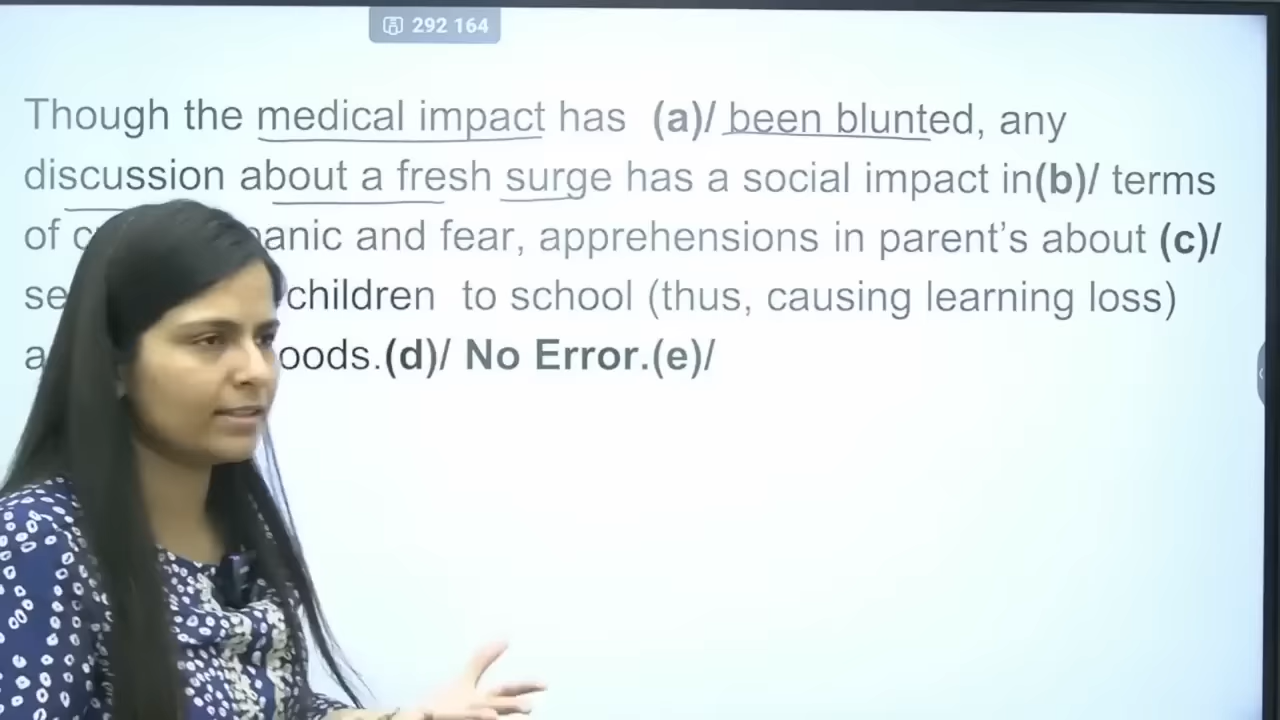 292 164
Though the medical impact has (a)/ been blunted, any
discussion about a fresh surge has a social impact in(b)/ terms
of and fear, apprehensions in parent's about (c)/
children to school (thus, causing learning loss)
(d)/ No Error.(e)/